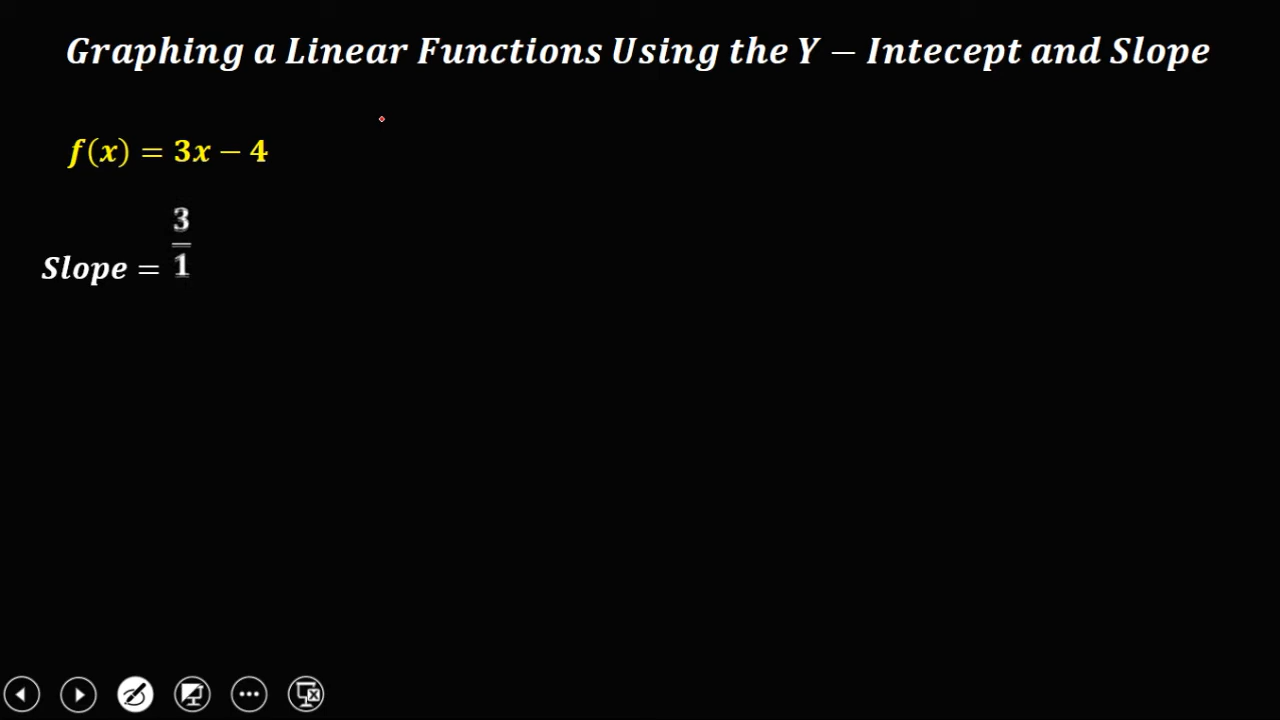 Graphing a Linear Functions Using the Y − Intecept and Slope
f(x) = 3x − 4
Slope = 3/1